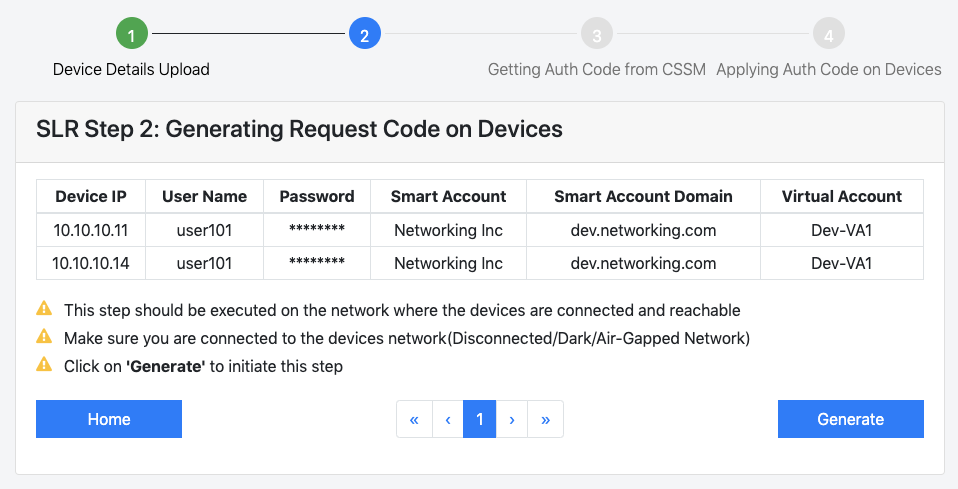 1 2 3 4
Device Details Upload Getting Auth Code from CSSM Applying Auth Code on Devices
SLR Step 2: Generating Request Code on Devices
Device IP User Name Password Smart Account Smart Account Domain Virtual Account
10.10.10.11 user101 ******** Networking Inc dev.networking.com Dev-VA1
10.10.10.14 user101 ******** Networking Inc dev.networking.com Dev-VA1
This step should be executed on the network where the devices are connected and reachable
Make sure you are connected to the devices network(Disconnected/Dark/Air-Gapped Network)
Click on 'Generate' to initiate this step
Home « ‹ 1 › » Generate